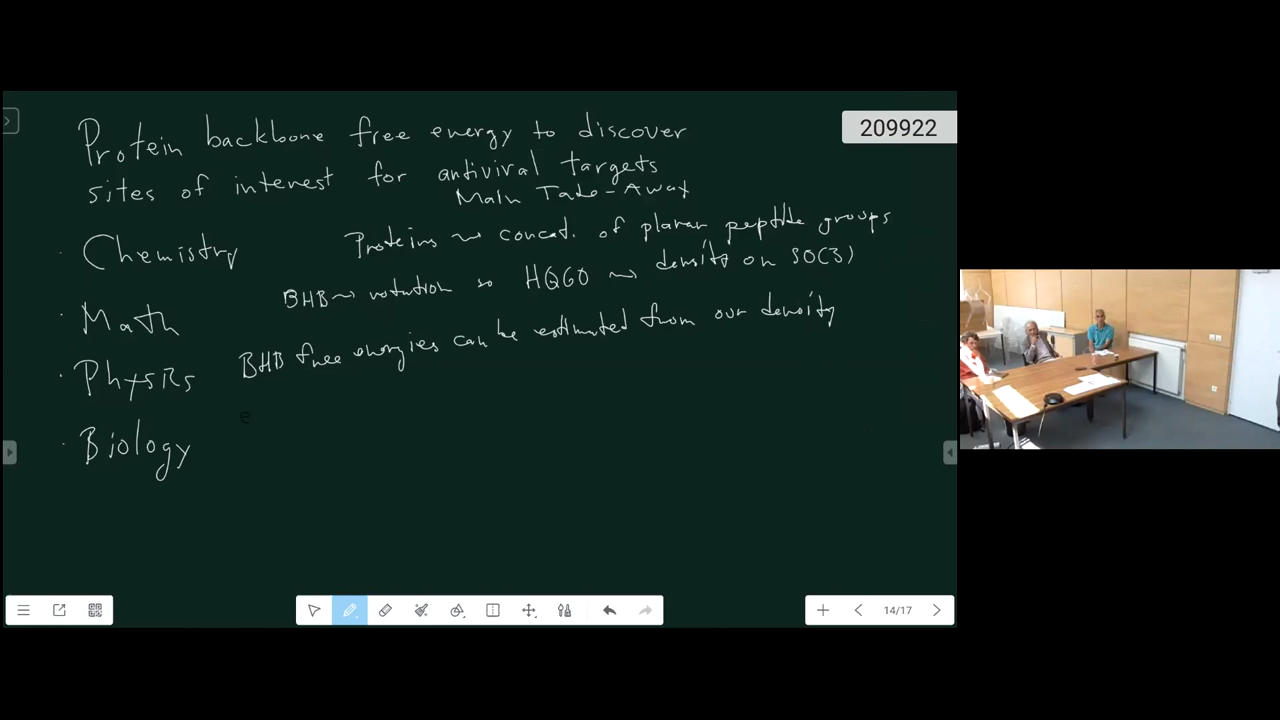 Protein backbone free energy to discover
209922
sites of interest for antiviral targets
Main Take-Away
· Chemistry Proteins ~ concat. of planar peptide groups
BHB ~> rotation so HQ60 ~> density on SO(3)
· Math
BHB free energies can be estimated from our density
· Physics
e
· Biology
14/17